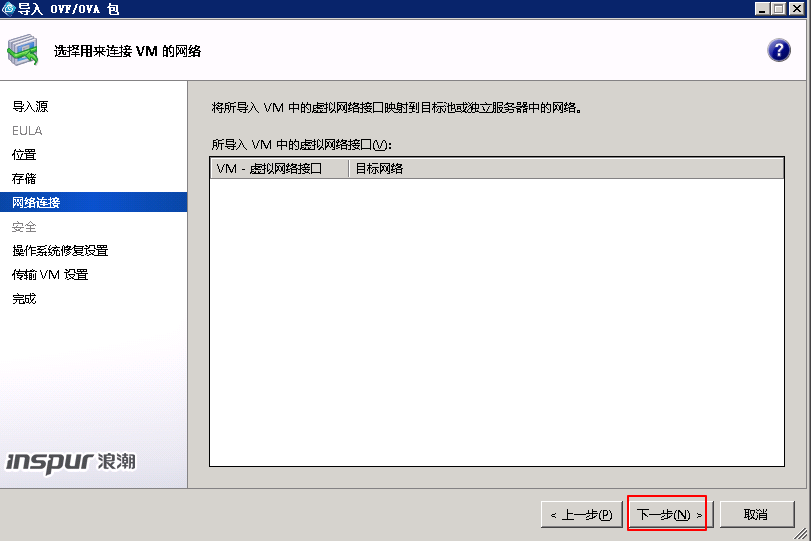 导入 OVF/OVA 包
选择用来连接 VM 的网络
导入源
EULA
位置
存储
网络连接
安全
操作系统修复设置
传输 VM 设置
完成
inspur 浪潮
将所导入 VM 中的虚拟网络接口映射到目标池或独立服务器中的网络。
所导入 VM 中的虚拟网络接口(V):
VM - 虚拟网络接口 目标网络
< 上一步(P) 下一步(N) > 取消